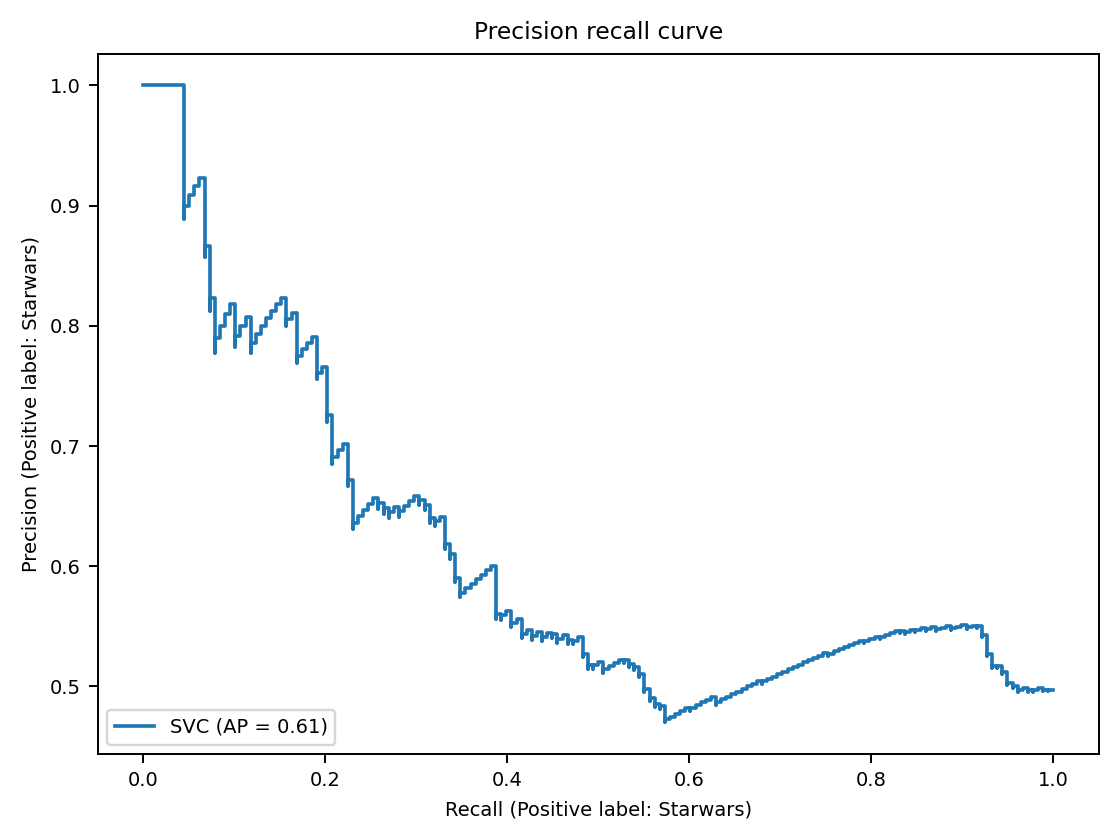 Precision recall curve
1.0
0.9
0.8
0.7
0.6
0.5
Precision (Positive label: Starwars)
SVC (AP = 0.61)
0.0 0.2 0.4 0.6 0.8 1.0
Recall (Positive label: Starwars)